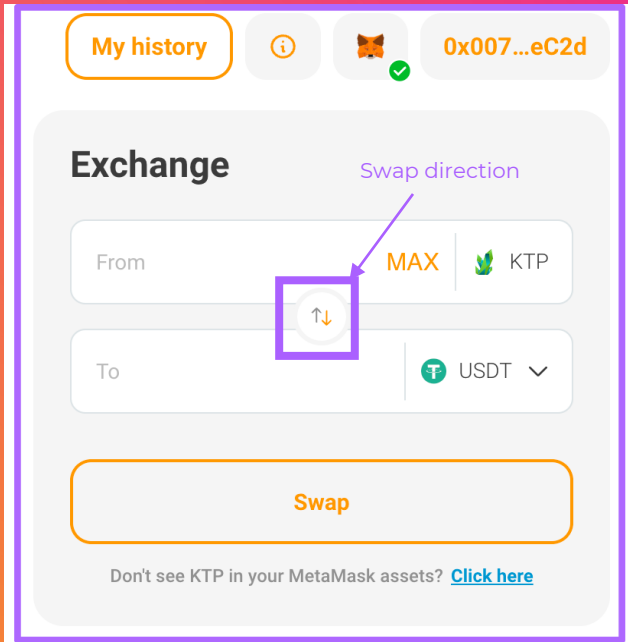 My history
0x007...eC2d
Exchange
Swap direction
From MAX KTP
To USDT
Swap
Don't see KTP in your MetaMask assets? Click here